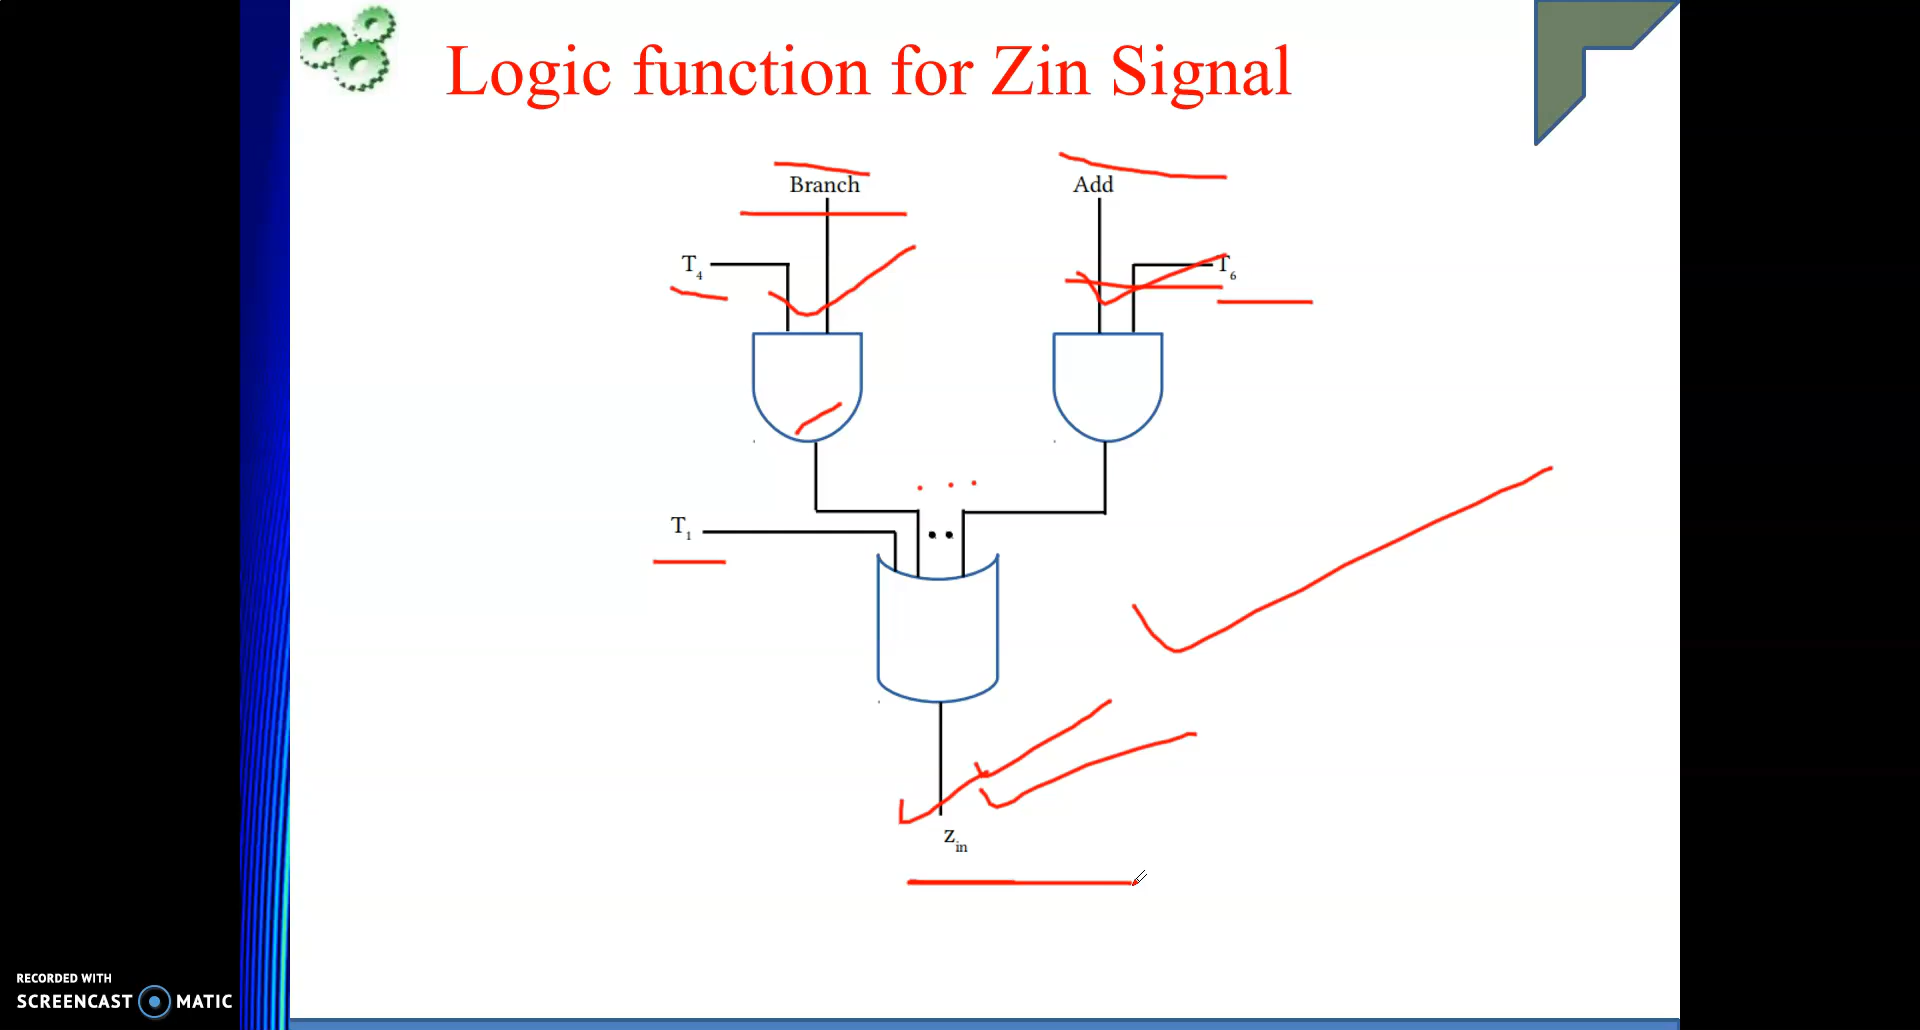 Logic function for Zin Signal
Branch
Add
T4
T6
T1
zin
RECORDED WITH
SCREENCAST MATIC